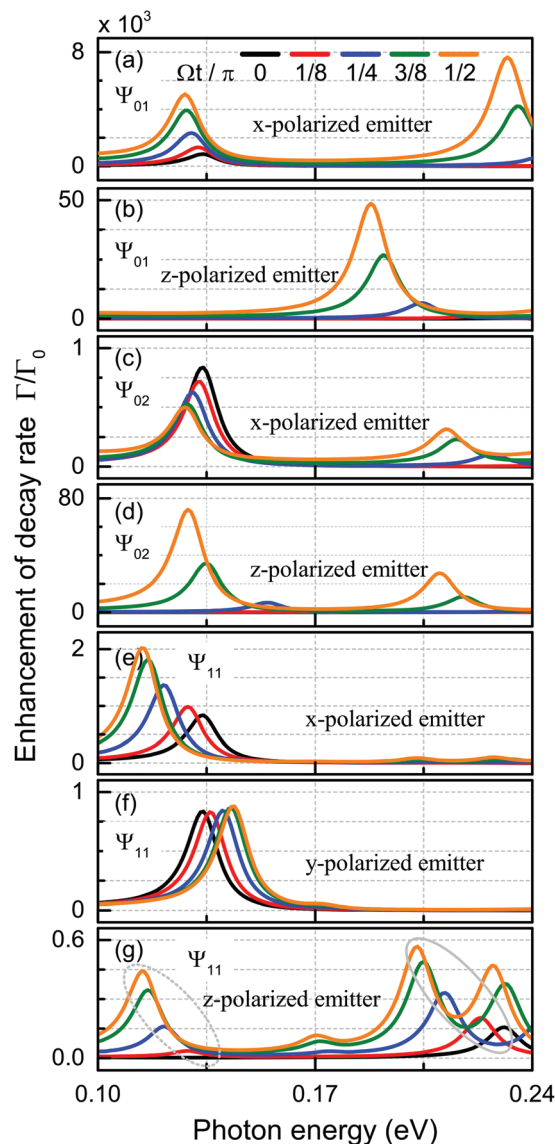 x 10³
8
(a)
Ωt / π 0 1/8 1/4 3/8 1/2
Ψ₀₁
x-polarized emitter
0
50
(b)
Ψ₀₁
z-polarized emitter
0
1
(c)
Ψ₀₂
x-polarized emitter
0
80
(d)
Ψ₀₂
z-polarized emitter
0
2
(e)
Ψ₁₁
x-polarized emitter
0
1
(f)
Ψ₁₁
y-polarized emitter
0
0.6
(g)
Ψ₁₁
z-polarized emitter
0.0
0.10 0.17 0.24
Photon energy (eV)
Enhancement of decay rate Γ/Γ₀